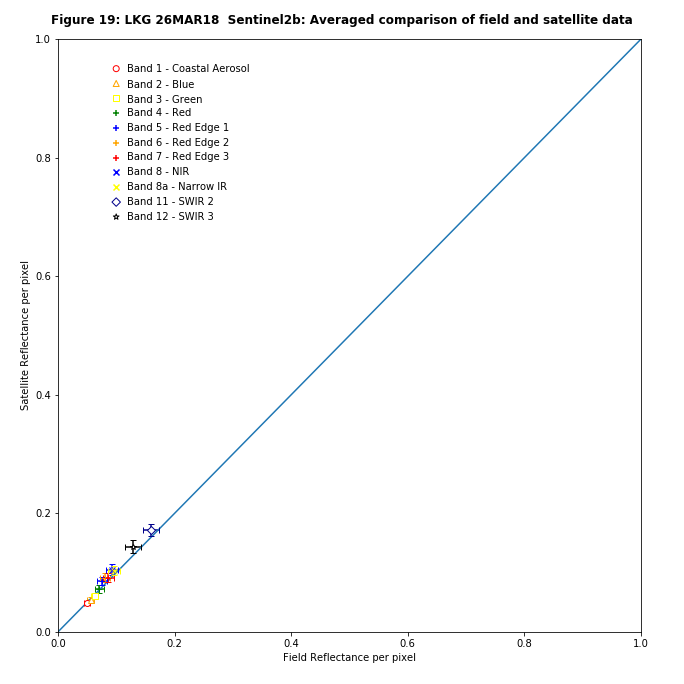 Figure 19: LKG 26MAR18  Sentinel2b: Averaged comparison of field and satellite data
1.0
0.8
0.6
0.4
0.2
0.0
Satellite Reflectance per pixel
Band 1 - Coastal Aerosol
Band 2 - Blue
Band 3 - Green
Band 4 - Red
Band 5 - Red Edge 1
Band 6 - Red Edge 2
Band 7 - Red Edge 3
Band 8 - NIR
Band 8a - Narrow IR
Band 11 - SWIR 2
Band 12 - SWIR 3
0.0 0.2 0.4 0.6 0.8 1.0
Field Reflectance per pixel